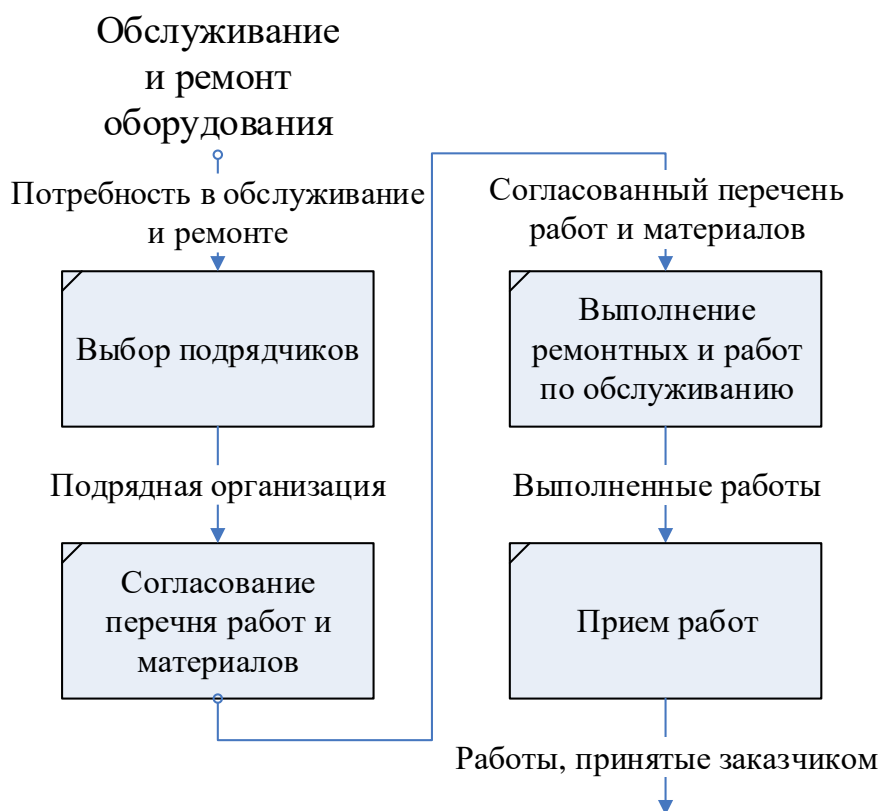 Обслуживание
и ремонт
оборудования
Потребность в обслуживание
и ремонте
Выбор подрядчиков
Подрядная организация
Согласование
перечня работ и
материалов
Согласованный перечень
работ и материалов
Выполнение
ремонтных и работ
по обслуживанию
Выполненные работы
Прием работ
Работы, принятые заказчиком